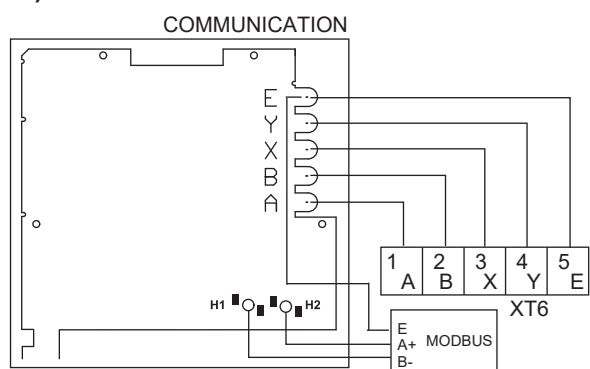 COMMUNICATION
E
Y
X
B
A
1 2 3 4 5
A B X Y E
XT6
H1 H2
E
A+ MODBUS
B-